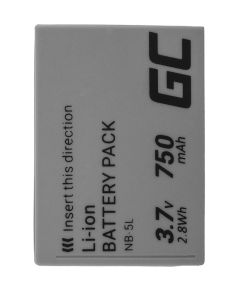 <<< Insert this direction
Li-ion
BATTERY PACK
NB-5L
3.7V 750 mAh
2.8Wh
GC